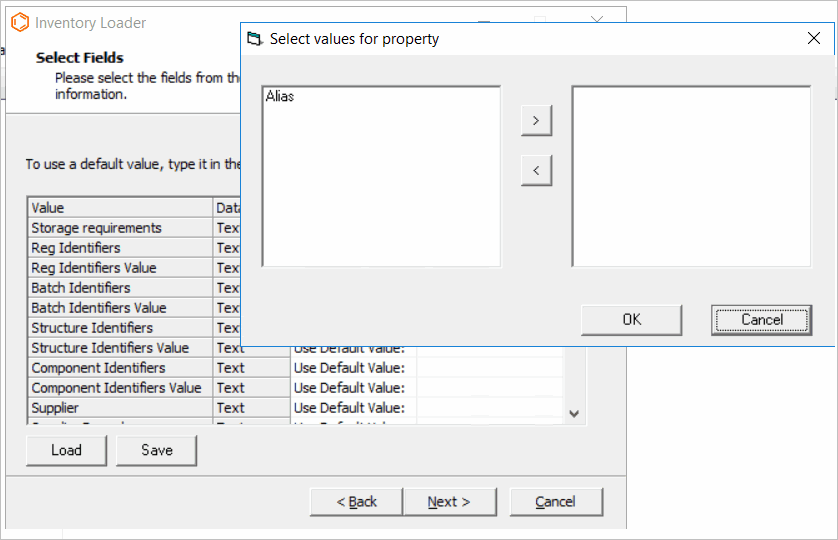 Inventory Loader
Select Fields
Please select the fields from the
information.
Select values for property
Alias
>
<
OK
Cancel
To use a default value, type it in the
Value Data
Storage requirements Text
Reg Identifiers Text
Reg Identifiers Value Text
Batch Identifiers Text
Batch Identifiers Value Text
Structure Identifiers Text
Structure Identifiers Value Text Use Default Value:
Component Identifiers Text Use Default Value:
Component Identifiers Value Text Use Default Value:
Supplier Text Use Default Value:
Load Save
< Back Next > Cancel